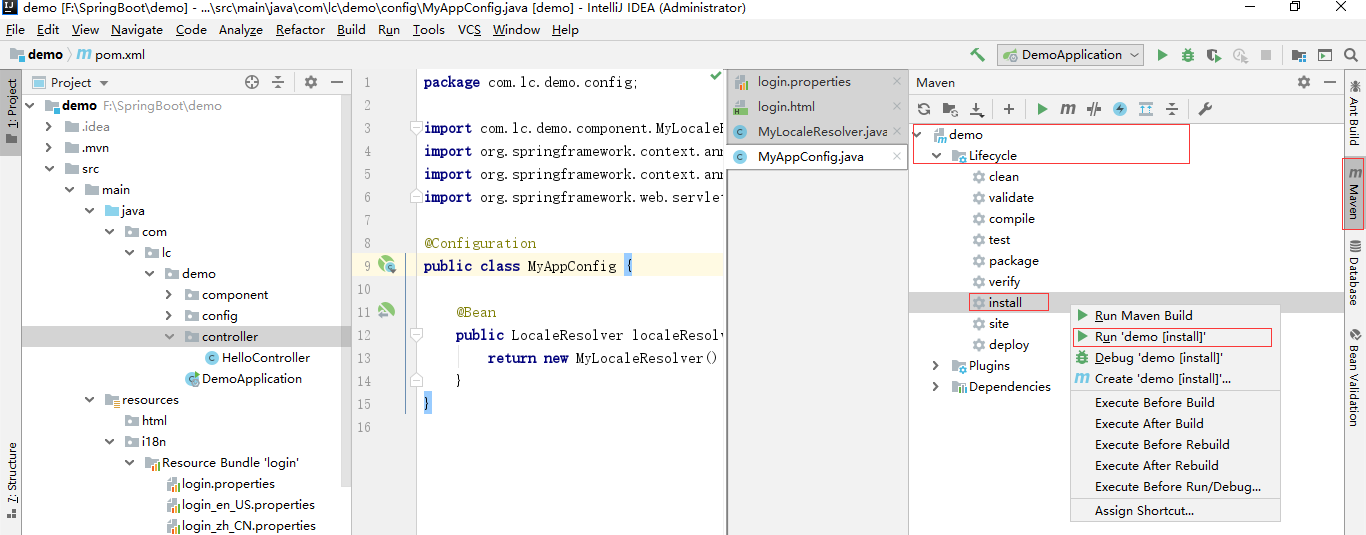 demo [F:\SpringBoot\demo] - ...\src\main\java\com\lc\demo\config\MyAppConfig.java [demo] - IntelliJ IDEA (Administrator)
File Edit View Navigate Code Analyze Refactor Build Run Tools VCS Window Help
demo pom.xml
DemoApplication
1: Project
7: Structure
Project
demo F:\SpringBoot\demo
.idea
.mvn
src
main
java
com
lc
demo
component
config
controller
HelloController
DemoApplication
resources
html
i18n
Resource Bundle 'login'
login.properties
login_en_US.properties
login_zh_CN.properties
1 package com.lc.demo.config;
2
3 import com.lc.demo.component.MyLocaleR
4 import org.springframework.context.ann
5 import org.springframework.context.ann
6 import org.springframework.web.servlet
7
8 @Configuration
9 public class MyAppConfig {
10
11 @Bean
12 public LocaleResolver localeResolv
13 return new MyLocaleResolver()
14 }
15 }
16
login.properties
login.html
MyLocaleResolver.java
MyAppConfig.java
Maven
demo
Lifecycle
clean
validate
compile
test
package
verify
install
site
deploy
Plugins
Dependencies
Run Maven Build
Run 'demo [install]'
Debug 'demo [install]'
Create 'demo [install]'...
Execute Before Build
Execute After Build
Execute Before Rebuild
Execute After Rebuild
Execute Before Run/Debug...
Assign Shortcut...
Ant Build
Maven
Database
Bean Validation